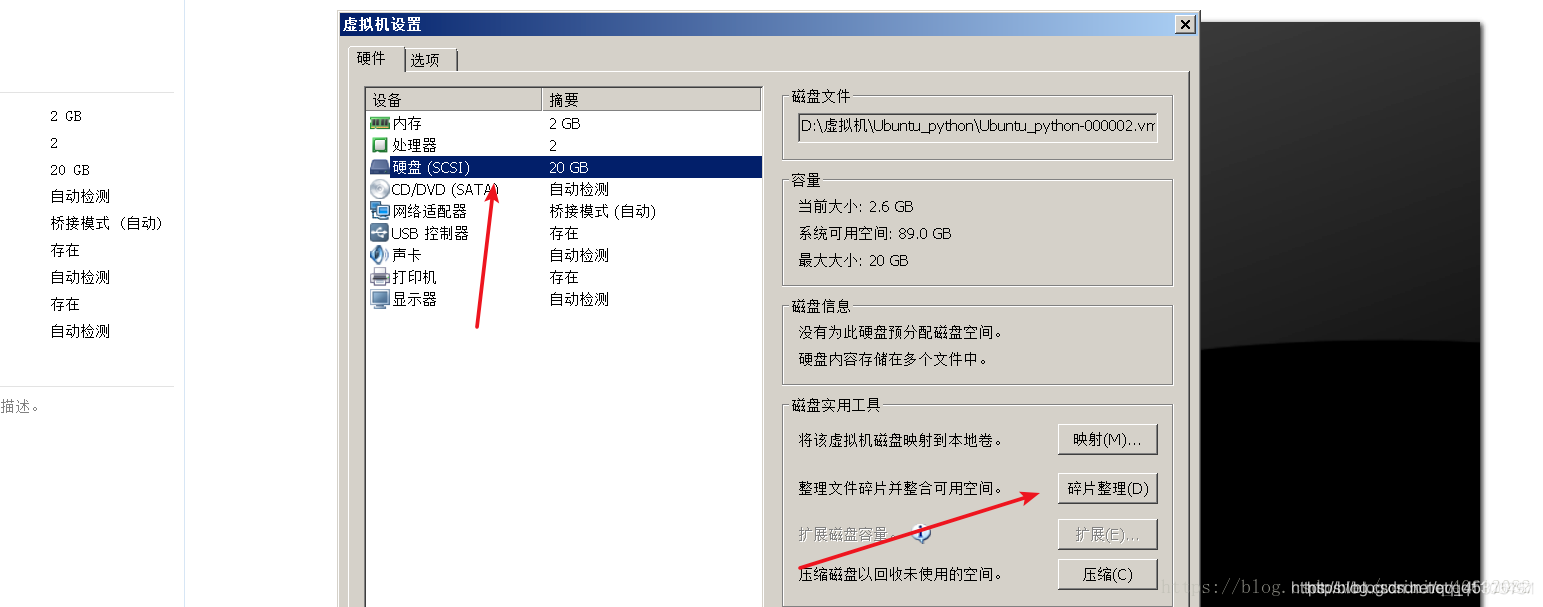 2 GB
2
20 GB
自动检测
桥接模式 (自动)
存在
自动检测
存在
自动检测
描述。
虚拟机设置
硬件 选项
设备 摘要
内存 2 GB
处理器 2
硬盘 (SCSI) 20 GB
CD/DVD (SATA) 自动检测
网络适配器 桥接模式 (自动)
USB 控制器 存在
声卡 自动检测
打印机 存在
显示器 自动检测
磁盘文件
D:\虚拟机\Ubuntu_python\Ubuntu_python-000002.vm
容量
当前大小: 2.6 GB
系统可用空间: 89.0 GB
最大大小: 20 GB
磁盘信息
没有为此硬盘预分配磁盘空间。
硬盘内容存储在多个文件中。
磁盘实用工具
将该虚拟机磁盘映射到本地卷。 映射(M)...
整理文件碎片并整合可用空间。 碎片整理(D)
扩展磁盘容量。 扩展(E)...
压缩磁盘以回收未使用的空间。 压缩(C)